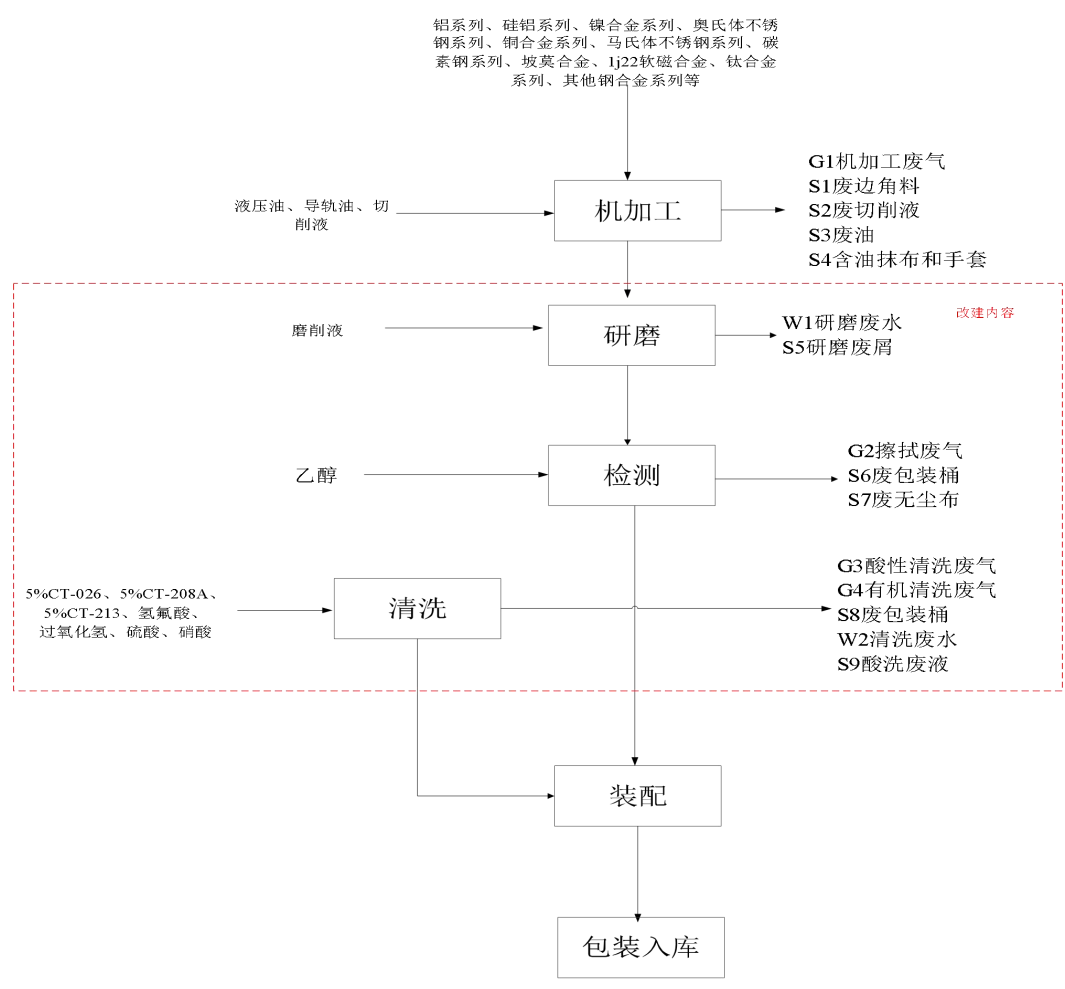 铝系列、硅铝系列、镍合金系列、奥氏体不锈
钢系列、铜合金系列、马氏体不锈钢系列、碳
素钢系列、坡莫合金、1j22软磁合金、钛合金
系列、其他钢合金系列等
G1机加工废气
S1废边角料
S2废切削液
S3废油
S4含油抹布和手套
液压油、导轨油、切
削液
机加工
改建内容
磨削液
研磨
W1研磨废水
S5研磨废屑
乙醇
检测
G2擦拭废气
S6废包装桶
S7废无尘布
5%CT-026、5%CT-208A、
5%CT-213、氢氟酸、
过氧化氢、硫酸、硝酸
清洗
G3酸性清洗废气
G4有机清洗废气
S8废包装桶
W2清洗废水
S9酸洗废液
装配
包装入库